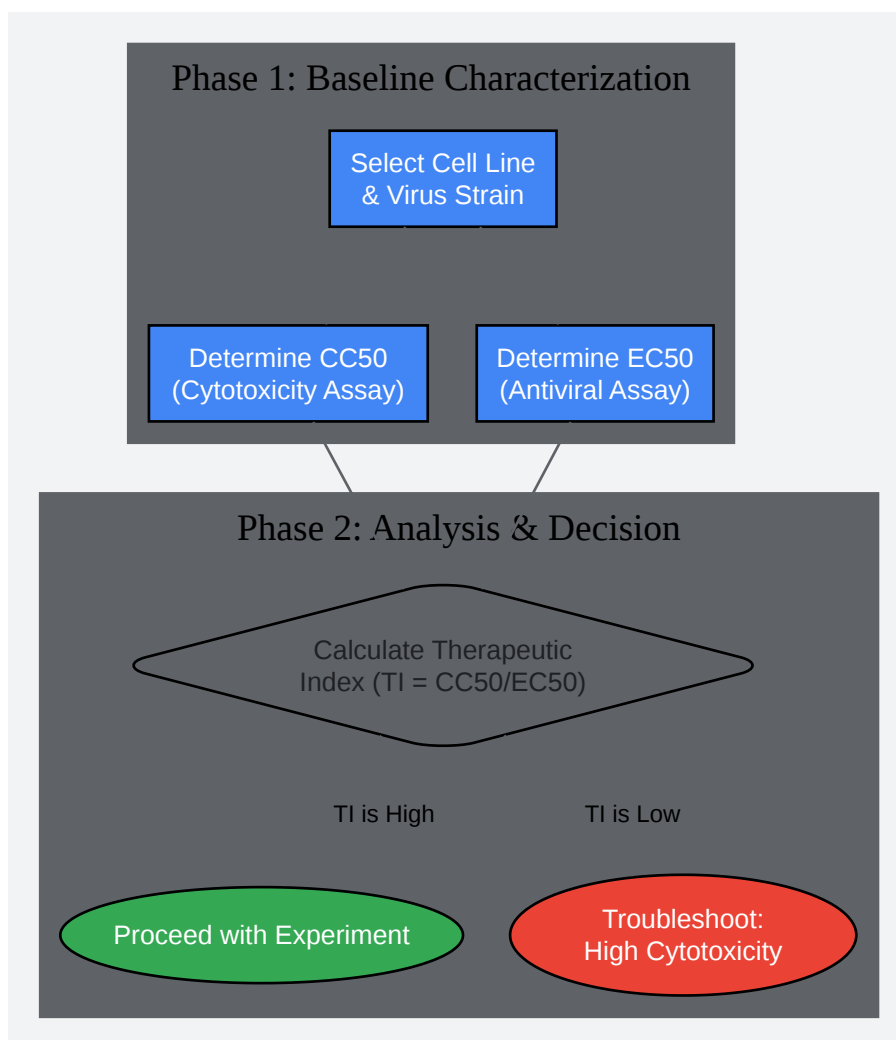 Phase 1: Baseline Characterization
Select Cell Line
& Virus Strain
Determine CC50
(Cytotoxicity Assay)
Determine EC50
(Antiviral Assay)
Phase 2: Analysis & Decision
Calculate Therapeutic
Index (TI = CC50/EC50)
TI is High
TI is Low
Proceed with Experiment
Troubleshoot:
High Cytotoxicity